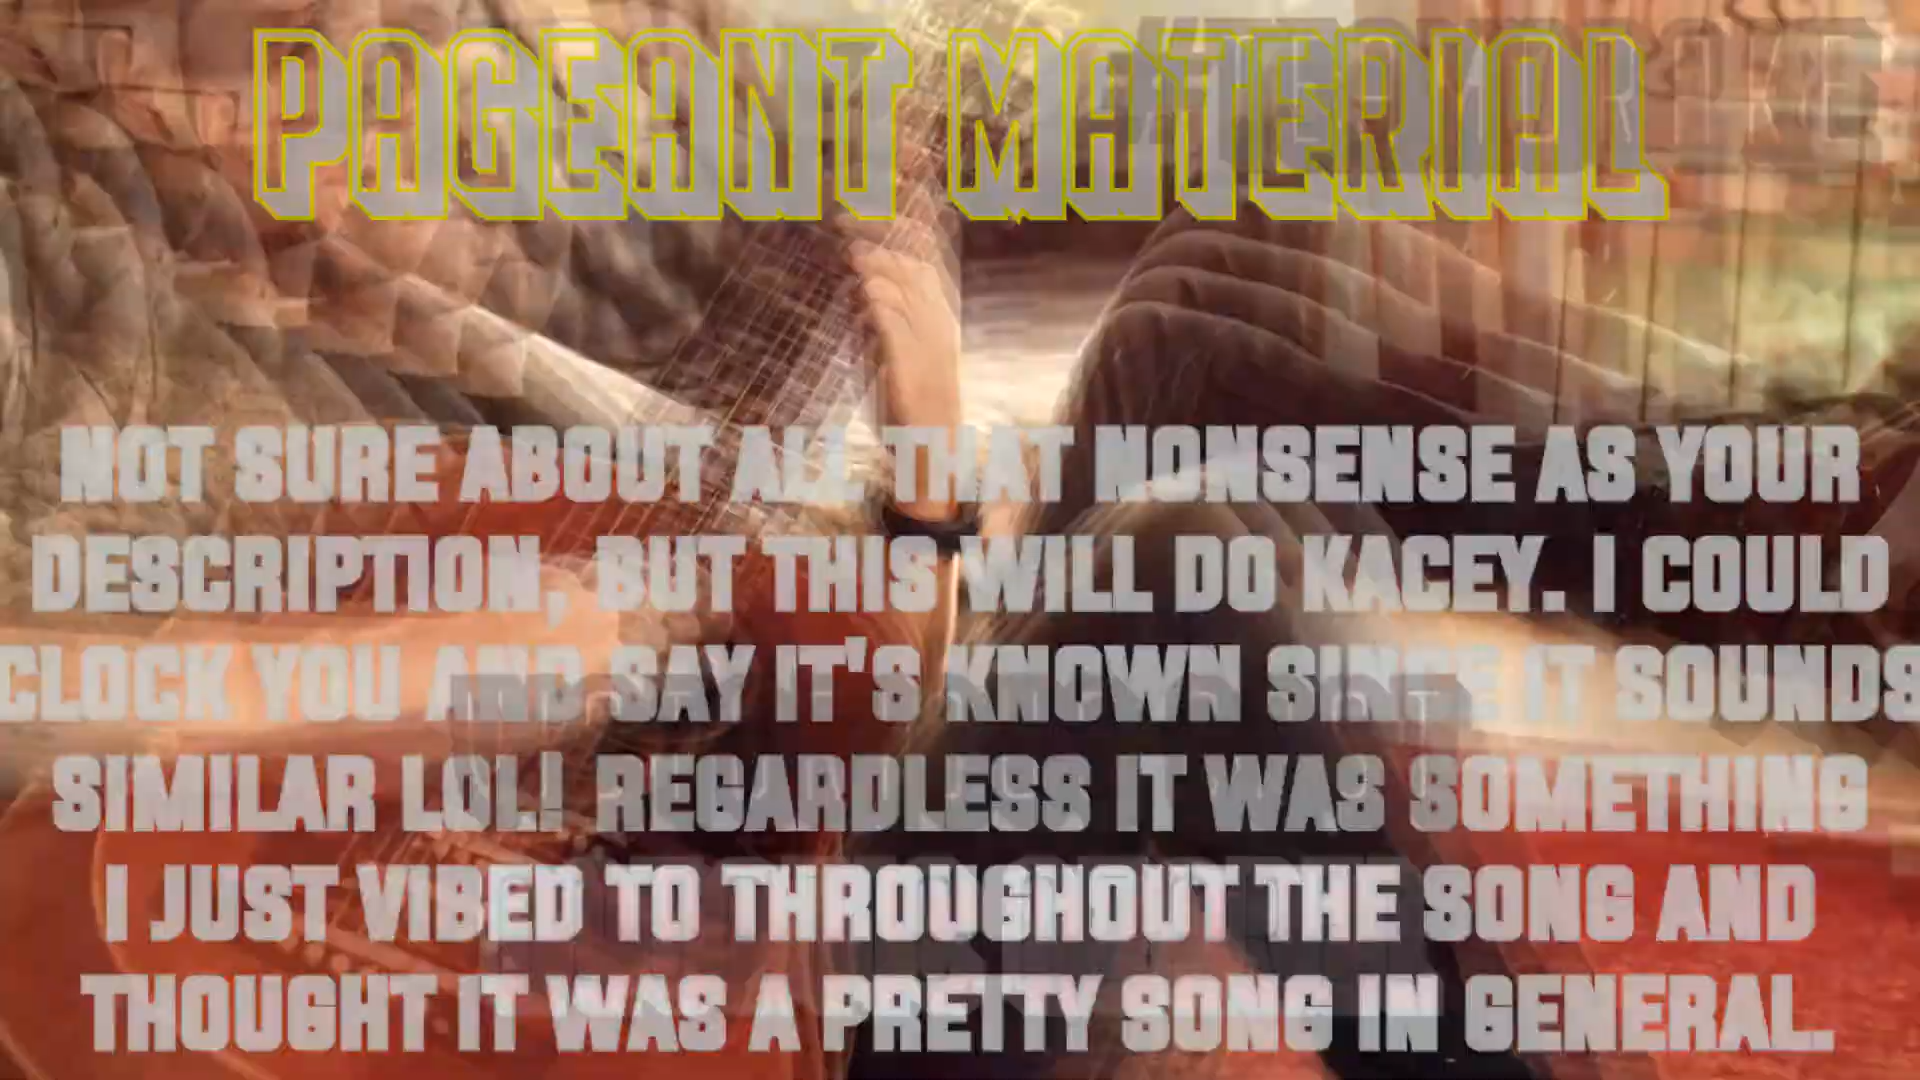 PAGEANT MATERIAL
NOT SURE ABOUT ALL THAT NONSENSE AS YOUR
DESCRIPTION, BUT THIS WILL DO KACEY. I COULD
CLOCK YOU AND SAY IT'S KNOWN SINCE IT SOUNDS
SIMILAR LOL! REGARDLESS IT WAS SOMETHING
I JUST VIBED TO THROUGHOUT THE SONG AND
THOUGHT IT WAS A PRETTY SONG IN GENERAL.